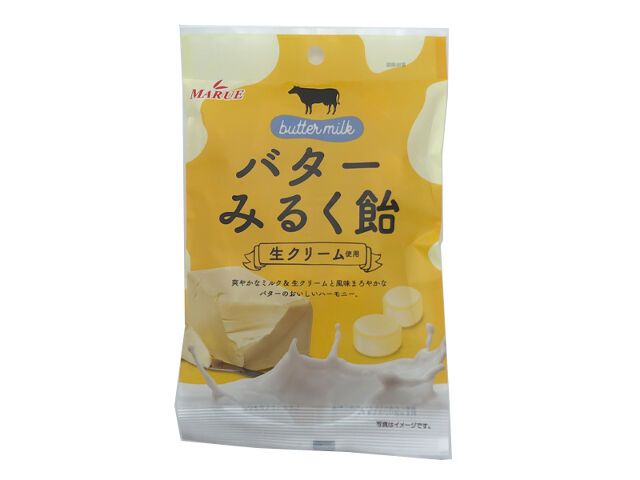 MARUE
butter milk
バター
みるく飴
生クリーム使用
爽やかなミルク&生クリームと風味まろやかな
バターのおいしいハーモニー。
写真はイメージです。